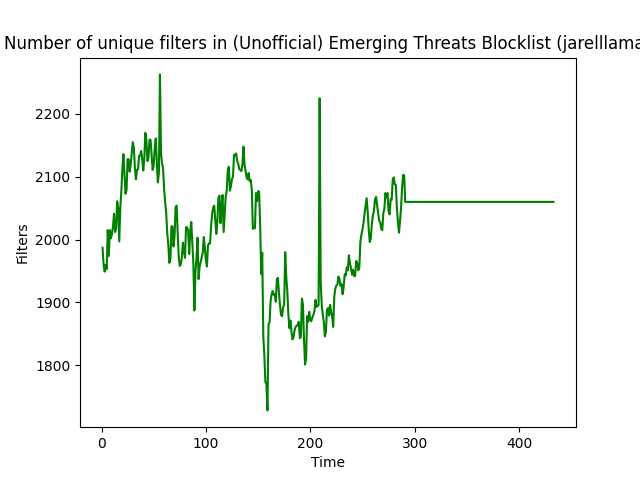 Number of unique filters in (Unofficial) Emerging Threats Blocklist (jarelllama
2200
2100
2000
1900
1800
Filters
0 100 200 300 400
Time